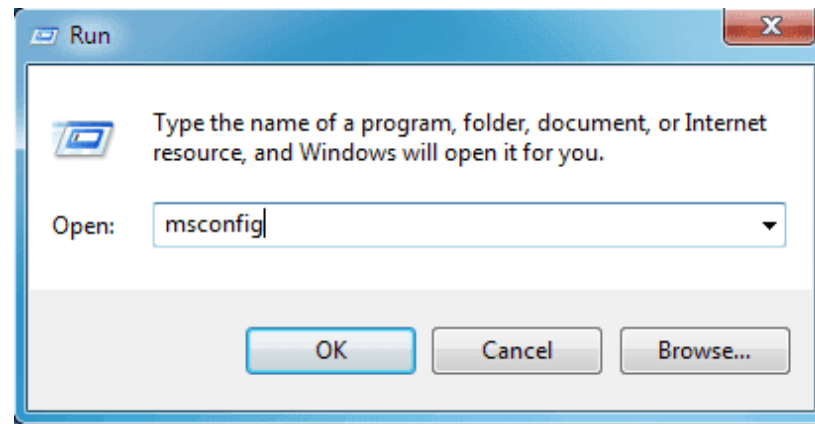 Run
Type the name of a program, folder, document, or Internet
resource, and Windows will open it for you.
Open: msconfig
OK Cancel Browse...